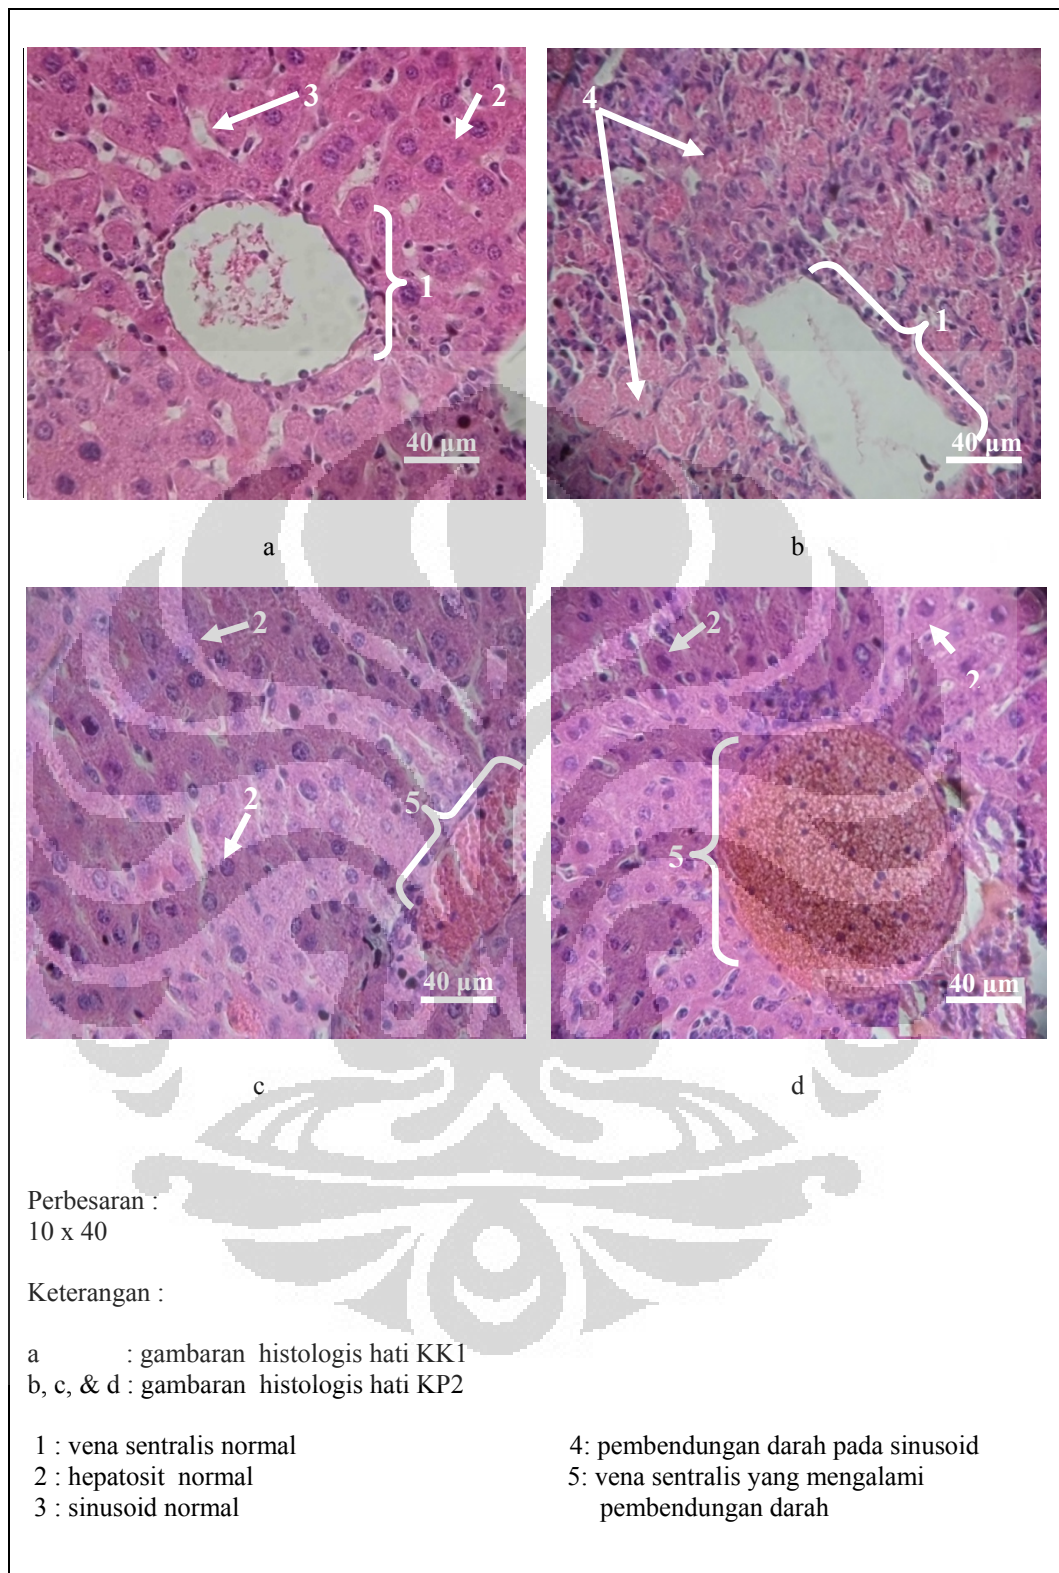 3
2
1
40 µm
4
1
40 µm
a
b
2
2
5
40 µm
2
2
5
40 µm
c
d
Perbesaran :
10 x 40
Keterangan :
a : gambaran histologis hati KK1
b, c, & d : gambaran histologis hati KP2
1 : vena sentralis normal
2 : hepatosit normal
3 : sinusoid normal
4: pembendungan darah pada sinusoid
5: vena sentralis yang mengalami
pembendungan darah